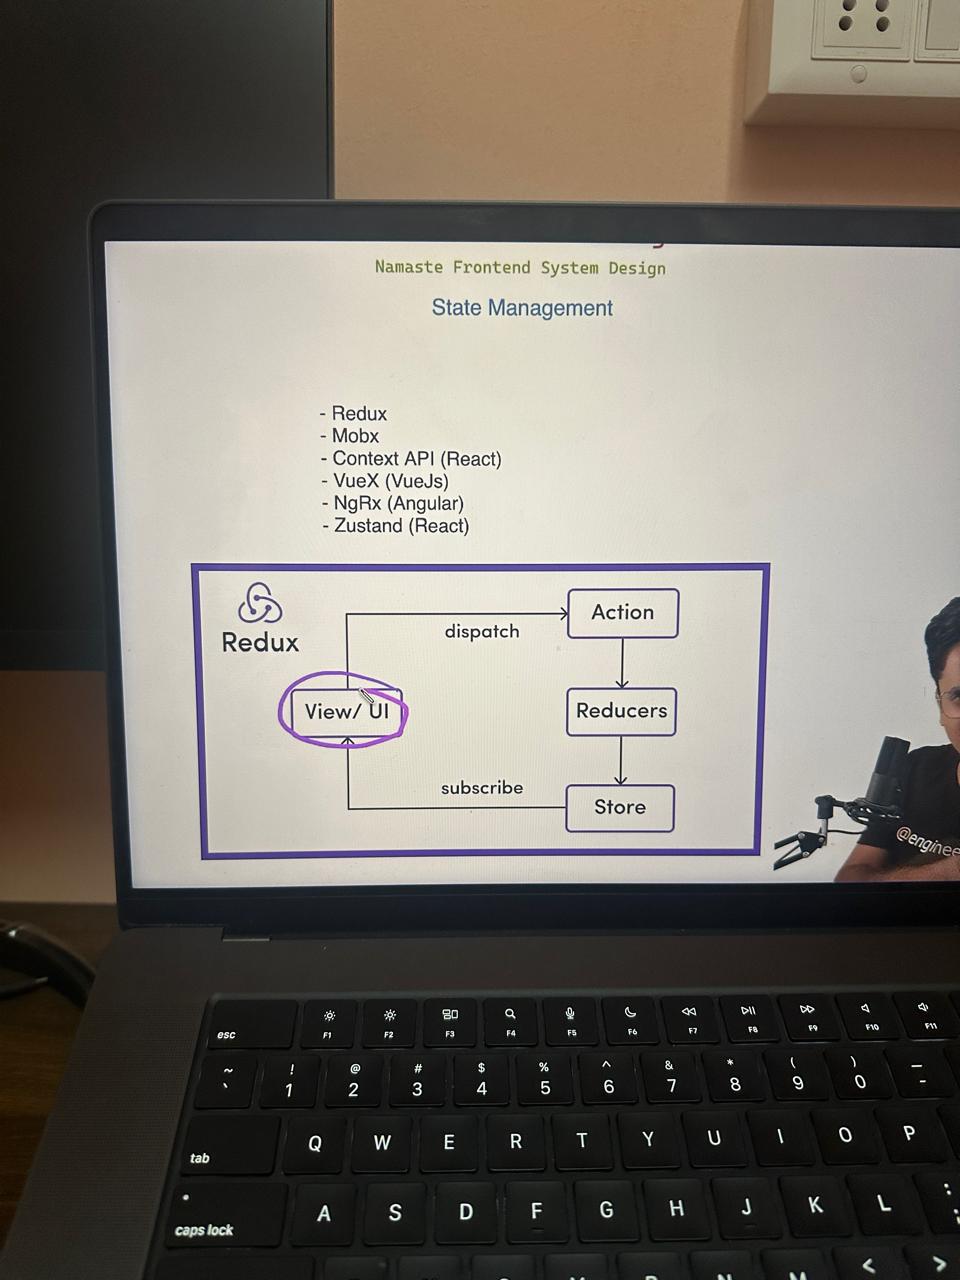 Namaste Frontend System Design
State Management
- Redux
- Mobx
- Context API (React)
- VueX (VueJs)
- NgRx (Angular)
- Zustand (React)
Redux
dispatch
Action
View/ UI
Reducers
subscribe
Store
@enginee
esc F1 F2 F3 F4 F5 F6 F7 F8 F9 F10 F11
~ ! @ # $ % ^ & * ( ) _
` 1 2 3 4 5 6 7 8 9 0 -
tab Q W E R T Y U I O P
caps lock A S D F G H J K L : ;
< >